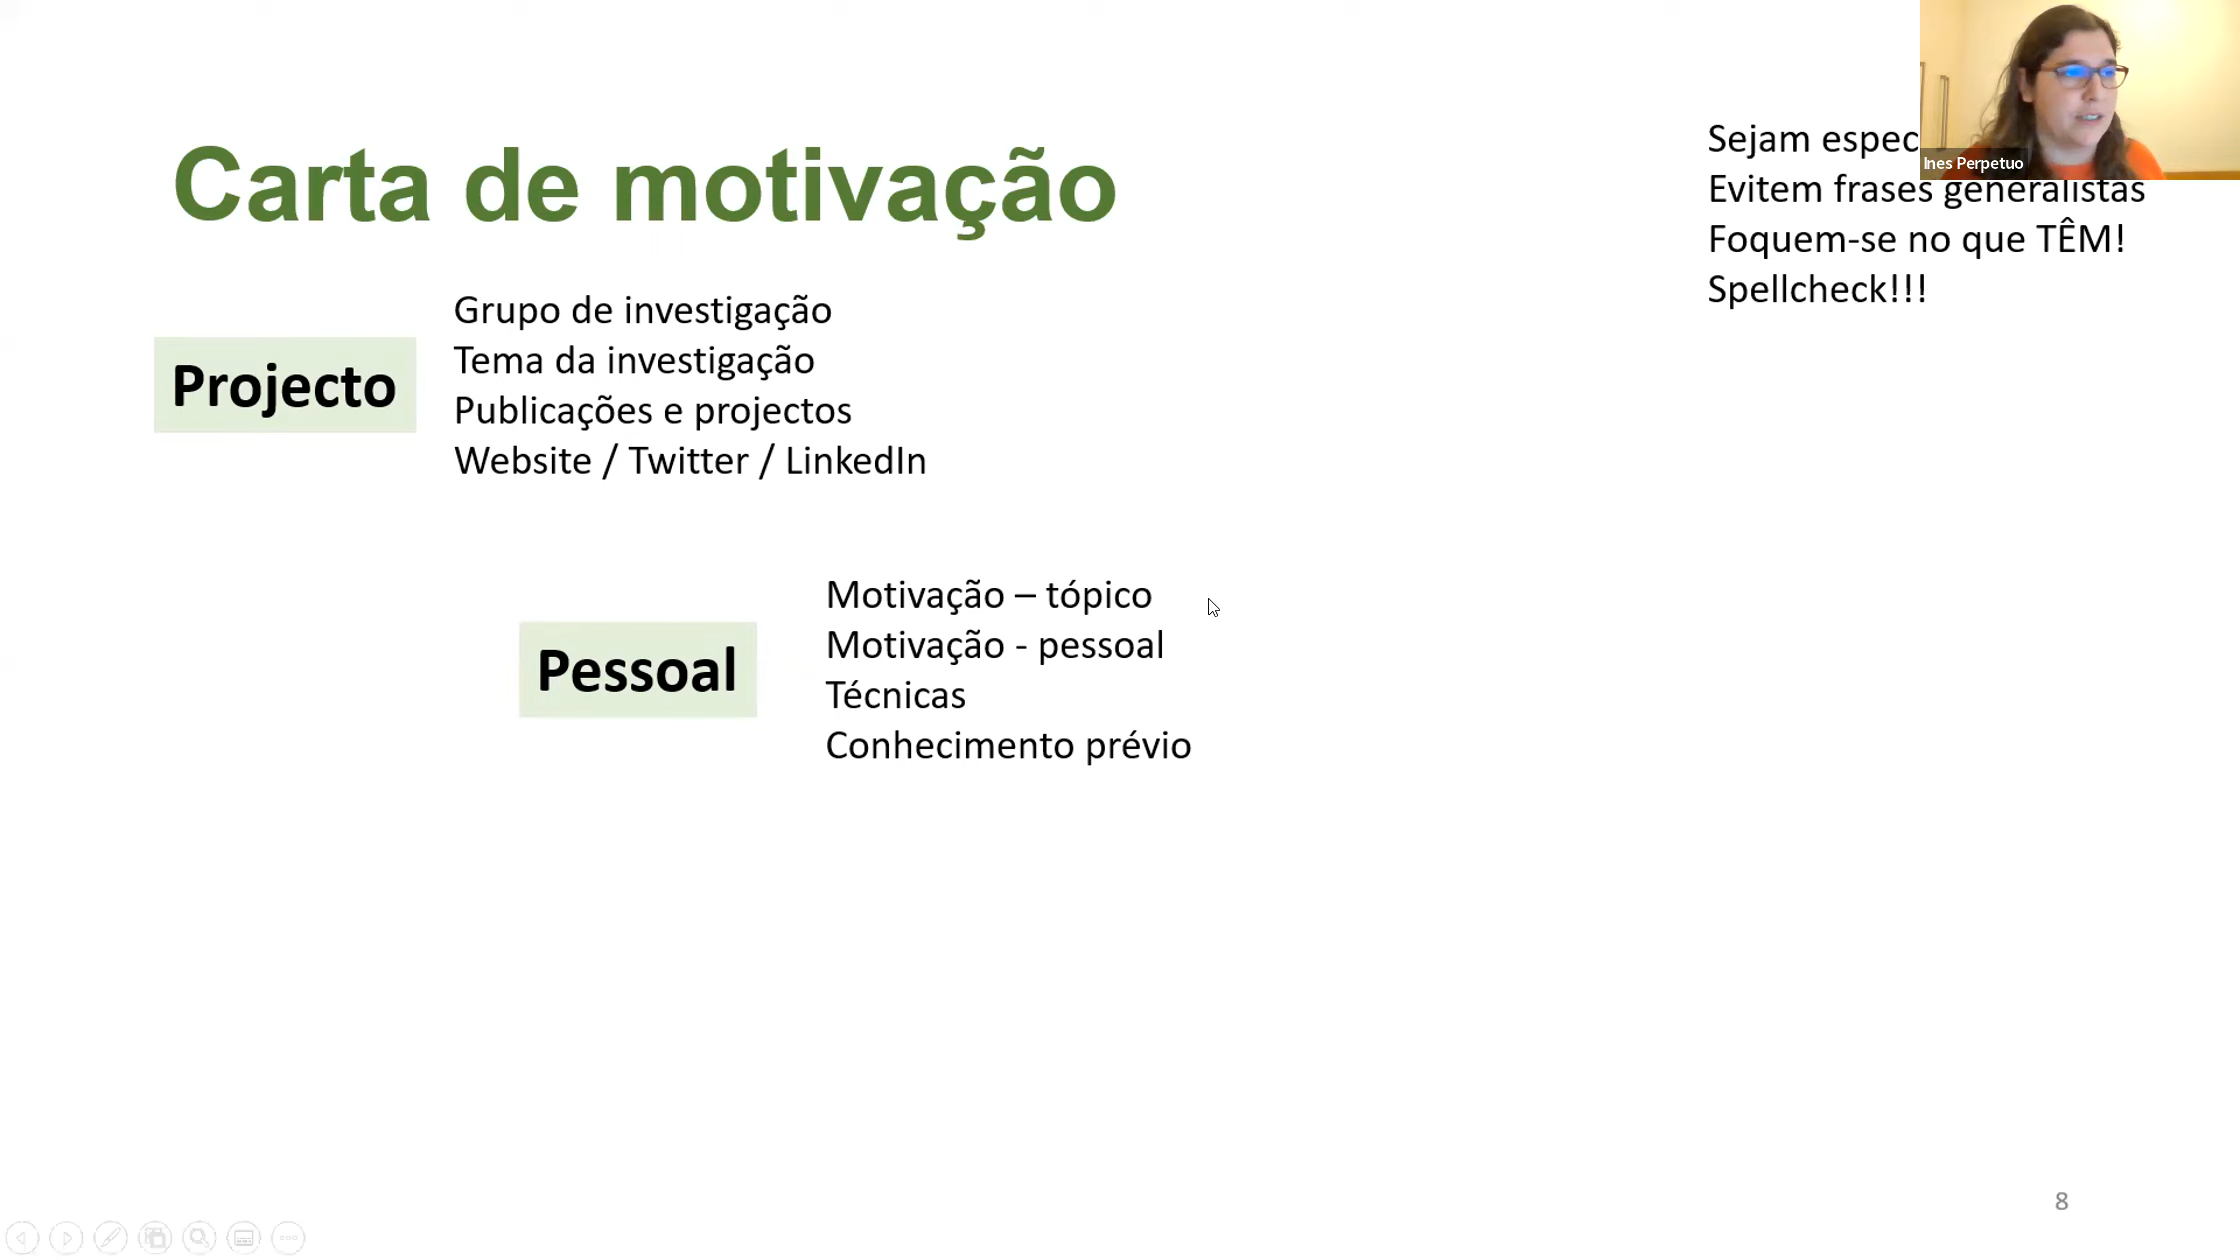 Carta de motivação
Sejam
Evitem frases generalistas
Foquem-se no que TÊM!
Spellcheck!!!
Ines Perpetuo
Projecto
Grupo de investigação
Tema da investigação
Publicações e projectos
Website / Twitter / LinkedIn
Pessoal
Motivação – tópico
Motivação - pessoal
Técnicas
Conhecimento prévio
8